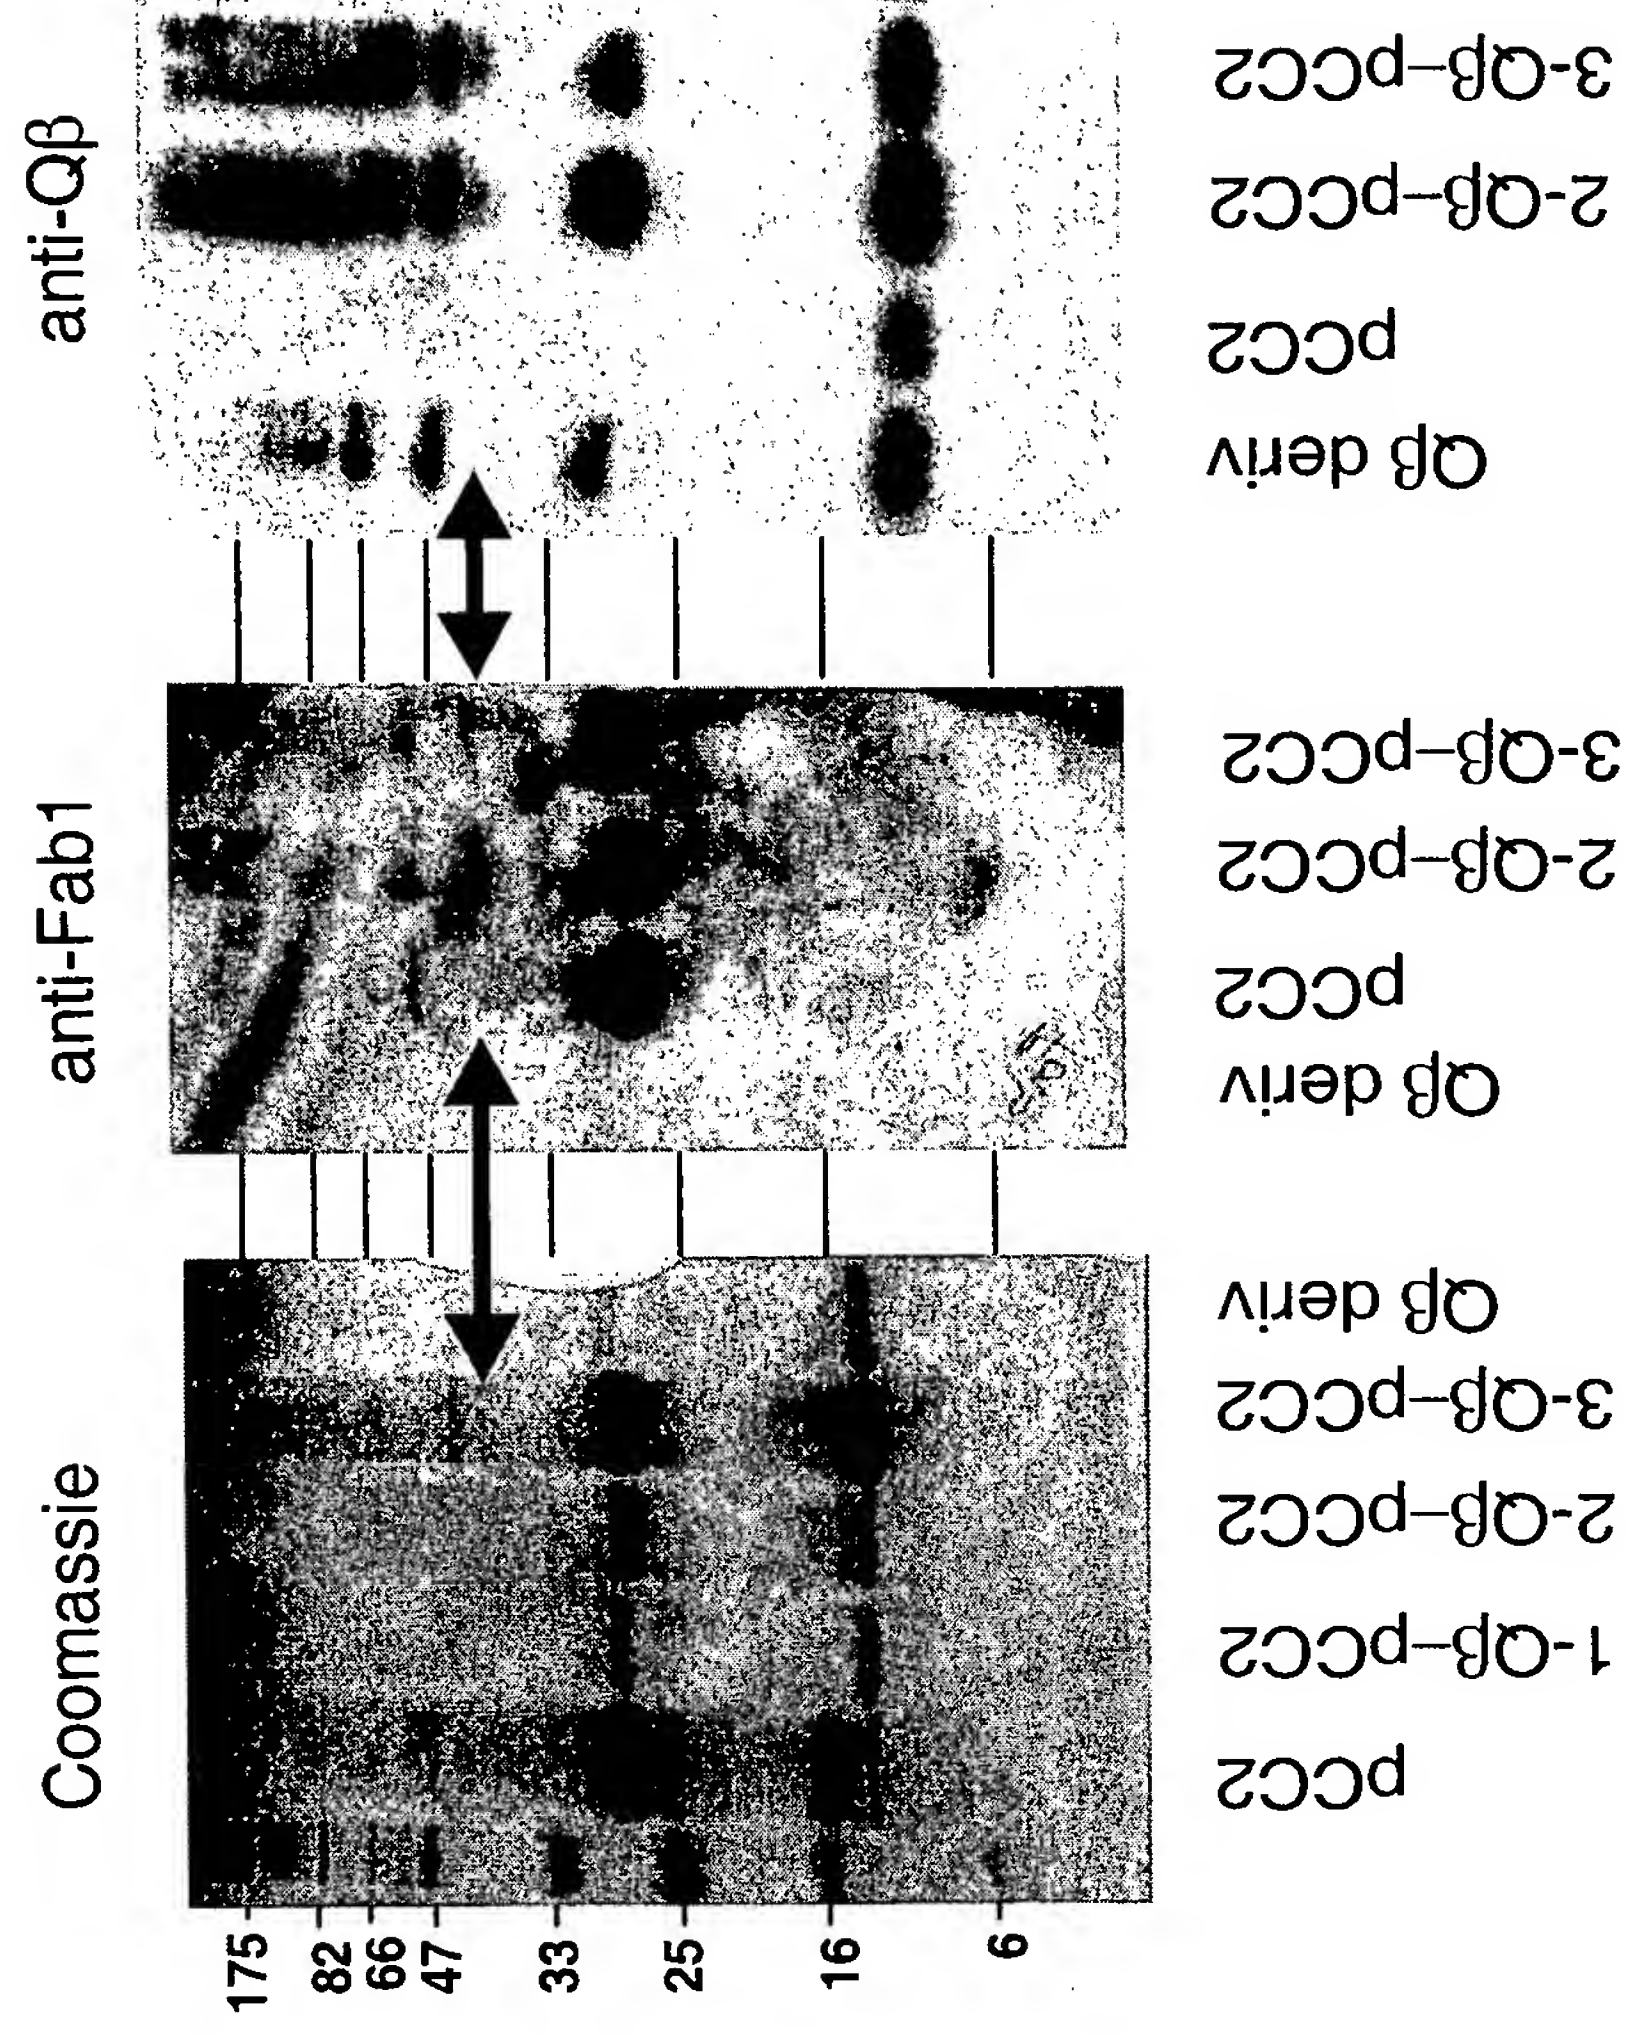 Coomassie
anti-Fab1
anti-Qβ
175
82
66
47
33
25
16
6
pCC2
1-Qβ–pCC2
2-Qβ–pCC2
3-Qβ–pCC2
Qβ deriv
Qβ deriv
pCC2
2-Qβ–pCC2
3-Qβ–pCC2
Qβ deriv
pCC2
2-Qβ–pCC2
3-Qβ–pCC2